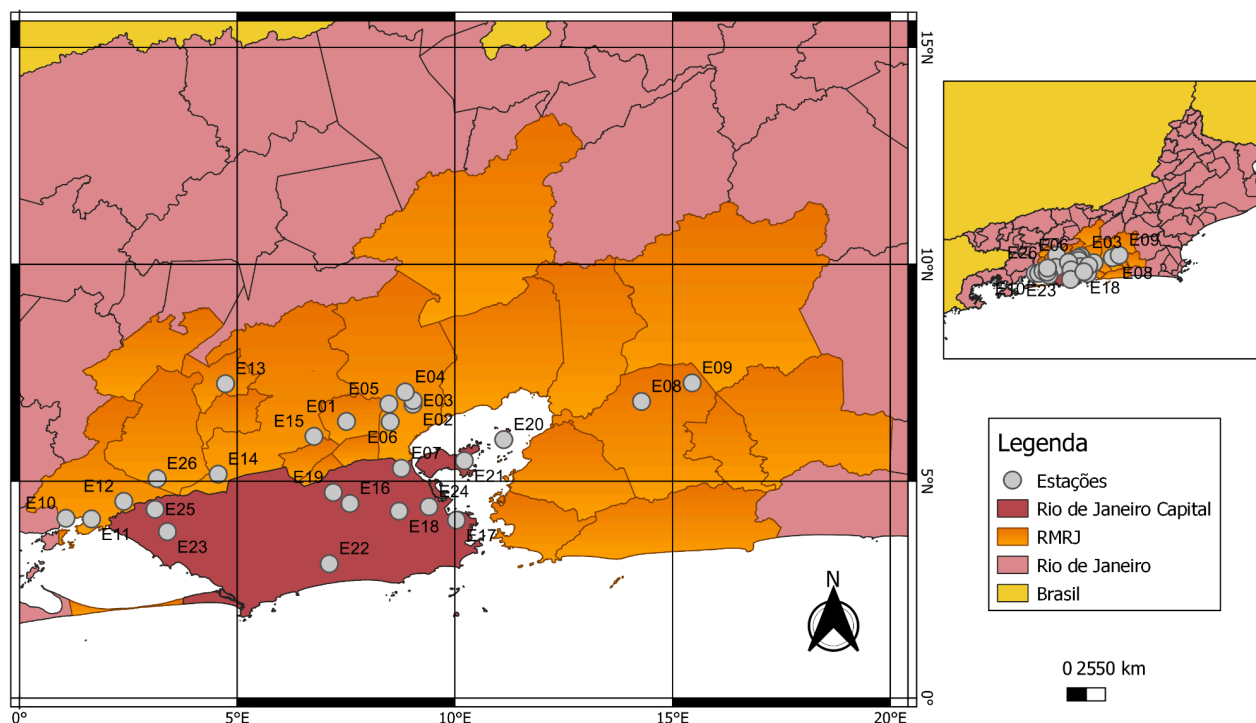 15°N
10°N
5°N
0°
0°
5°E
10°E
15°E
20°E
E13
E04
E05
E03
E01
E02
E15
E06
E08
E09
E20
E07
E21
E14
E26
E19
E16
E24
E12
E10
E25
E18
E17
E11
E23
E22
N
E06
E03
E09
E26
E08
E10
E23
E18
Legenda
Estações
Rio de Janeiro Capital
RMRJ
Rio de Janeiro
Brasil
0 2550 km